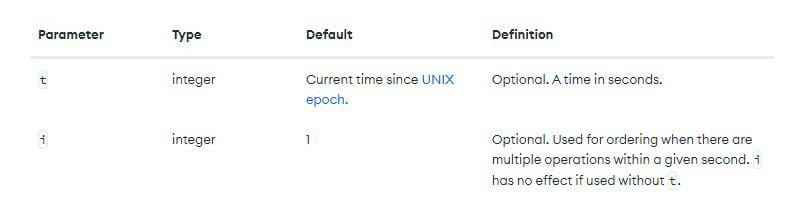 Parameter Type Default Definition
t integer Current time since UNIX Optional. A time in seconds.
epoch.
i integer 1 Optional. Used for ordering when there are
multiple operations within a given second. i
has no effect if used without t.